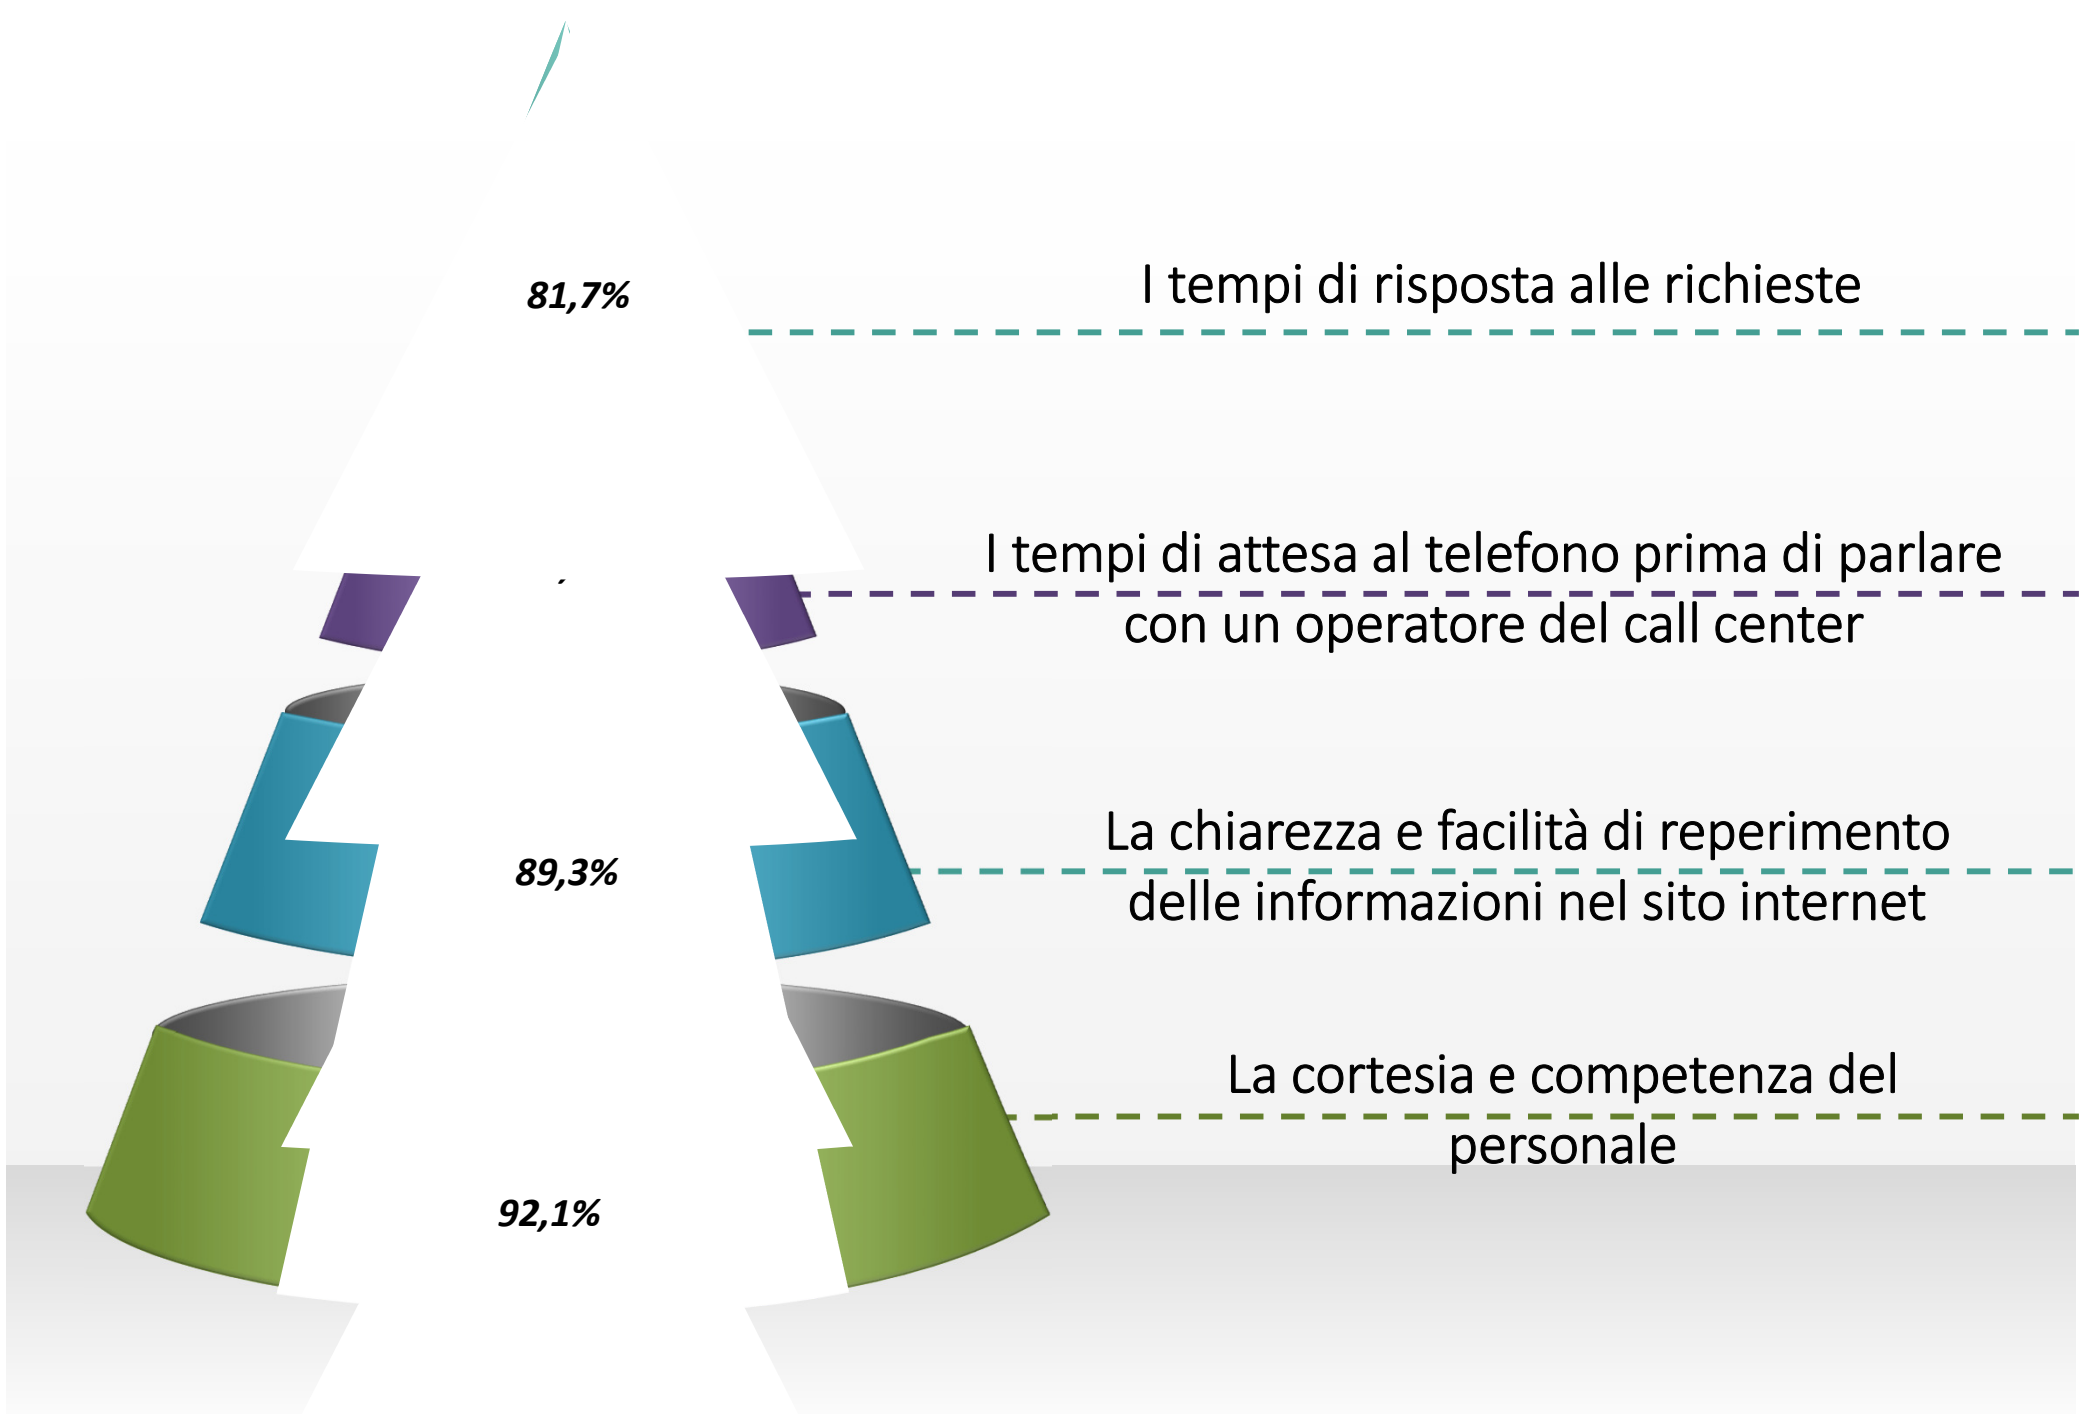 81,7%
I tempi di risposta alle richieste
I tempi di attesa al telefono prima di parlare
con un operatore del call center
La chiarezza e facilità di reperimento
89,3%
delle informazioni nel sito internet
La cortesia e competenza del
personale
92,1%